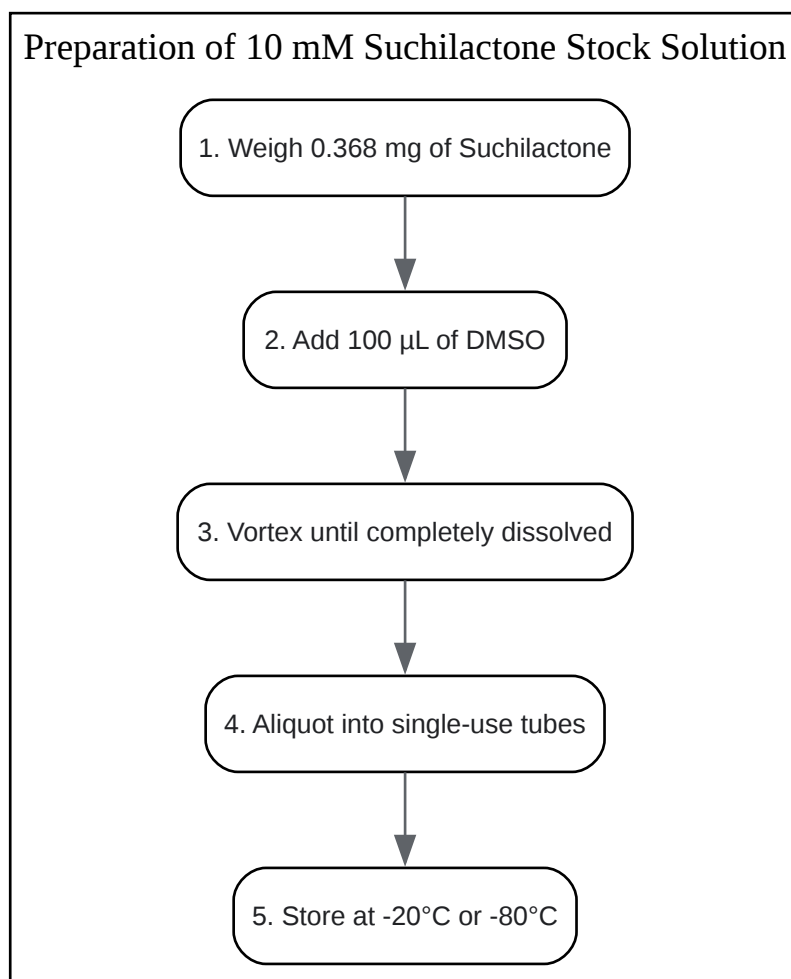 Preparation of 10 mM Suchilactone Stock Solution
1. Weigh 0.368 mg of Suchilactone
2. Add 100 µL of DMSO
3. Vortex until completely dissolved
4. Aliquot into single-use tubes
5. Store at -20°C or -80°C